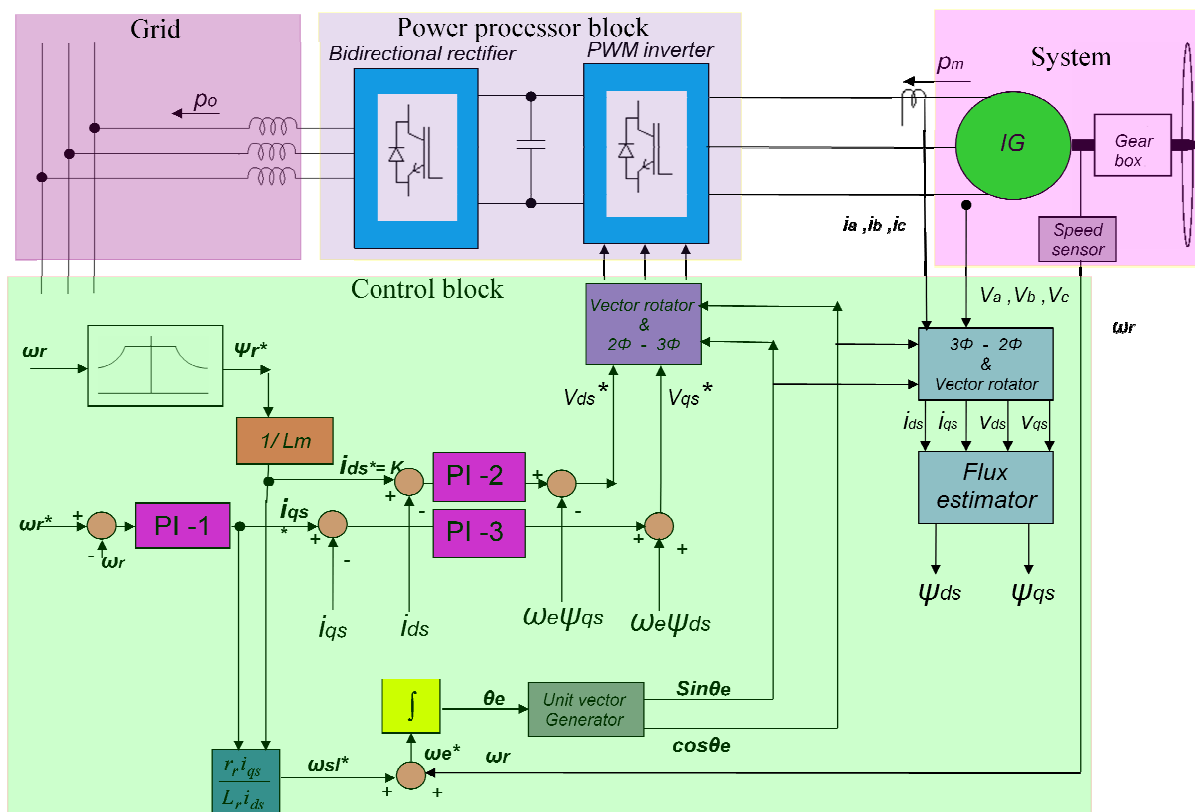 Grid
Power processor block
System
Bidirectional rectifier
PWM inverter
po
pm
IG
Gear
box
Speed
sensor
ia ,ib ,ic
Va , Vb , Vc
ωr
Control block
Vector rotator
&
2Φ - 3Φ
3Φ - 2Φ
&
Vector rotator
ωr
Ψr*
1/ Lm
Vds*
Vqs*
ids
iqs
Vds
Vqs
Flux
estimator
ψds
ψqs
ids*= K
+
-
PI -2
+
-
ωr*
+
-
ωr
PI -1
iqs
*
+
-
PI -3
+
+
iqs
ids
ωeψqs
ωeψds
∫
θe
Unit vector
Generator
Sinθe
cosθe
ωe*
ωr
rr iqs
Lr ids
ωsl*
+
+